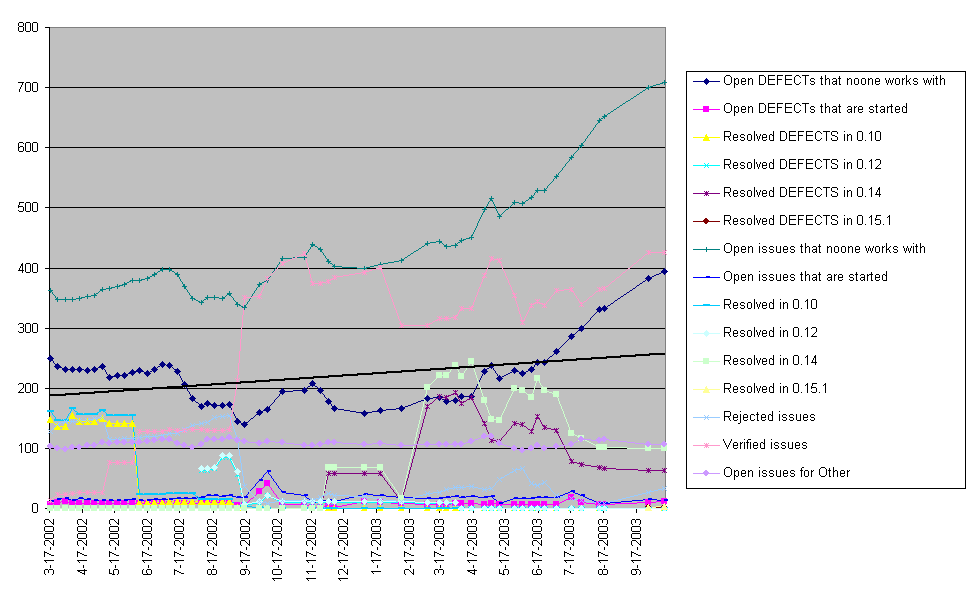 800
700
600
500
400
300
200
100
0
3-17-2002
4-17-2002
5-17-2002
6-17-2002
7-17-2002
8-17-2002
9-17-2002
10-17-2002
11-17-2002
12-17-2002
1-17-2003
2-17-2003
3-17-2003
4-17-2003
5-17-2003
6-17-2003
7-17-2003
8-17-2003
9-17-2003
Open DEFECTs that noone works with
Open DEFECTs that are started
Resolved DEFECTS in 0.10
Resolved DEFECTS in 0.12
Resolved DEFECTS in 0.14
Resolved DEFECTS in 0.15.1
Open issues that noone works with
Open issues that are started
Resolved in 0.10
Resolved in 0.12
Resolved in 0.14
Resolved in 0.15.1
Rejected issues
Verified issues
Open issues for Other